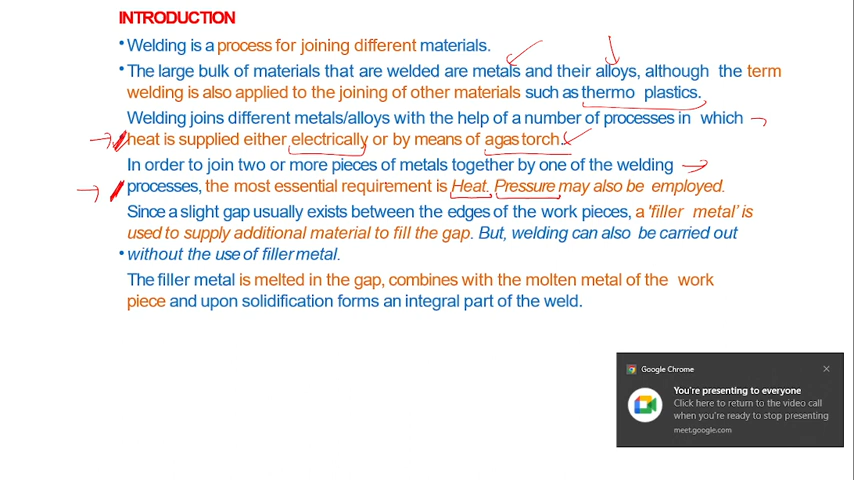 INTRODUCTION
• Welding is a process for joining different materials.
• The large bulk of materials that are welded are metals and their alloys, although the term
welding is also applied to the joining of other materials such as thermo plastics.
Welding joins different metals/alloys with the help of a number of processes in which
heat is supplied either electrically or by means of a gas torch.
In order to join two or more pieces of metals together by one of the welding
processes, the most essential requirement is Heat. Pressure may also be employed.
Since a slight gap usually exists between the edges of the work pieces, a 'filler metal' is
used to supply additional material to fill the gap. But, welding can also be carried out
• without the use of filler metal.
The filler metal is melted in the gap, combines with the molten metal of the work
piece and upon solidification forms an integral part of the weld.
Google Chrome
You're presenting to everyone
Click here to return to the video call
when you're ready to stop presenting
meet.google.com